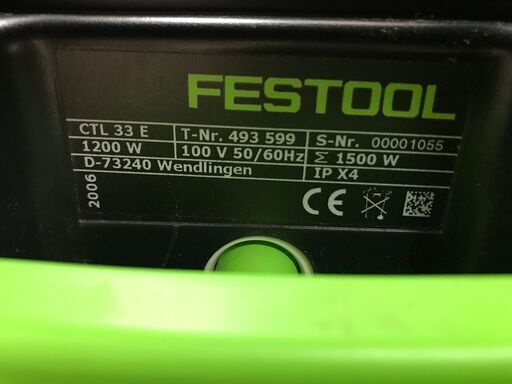 FESTOOL
CTL 33 E T-Nr. 493 599 S-Nr. 00001055
1200 W 100 V 50/60Hz Σ 1500 W
D-73240 Wendlingen IP X4
2006 CE